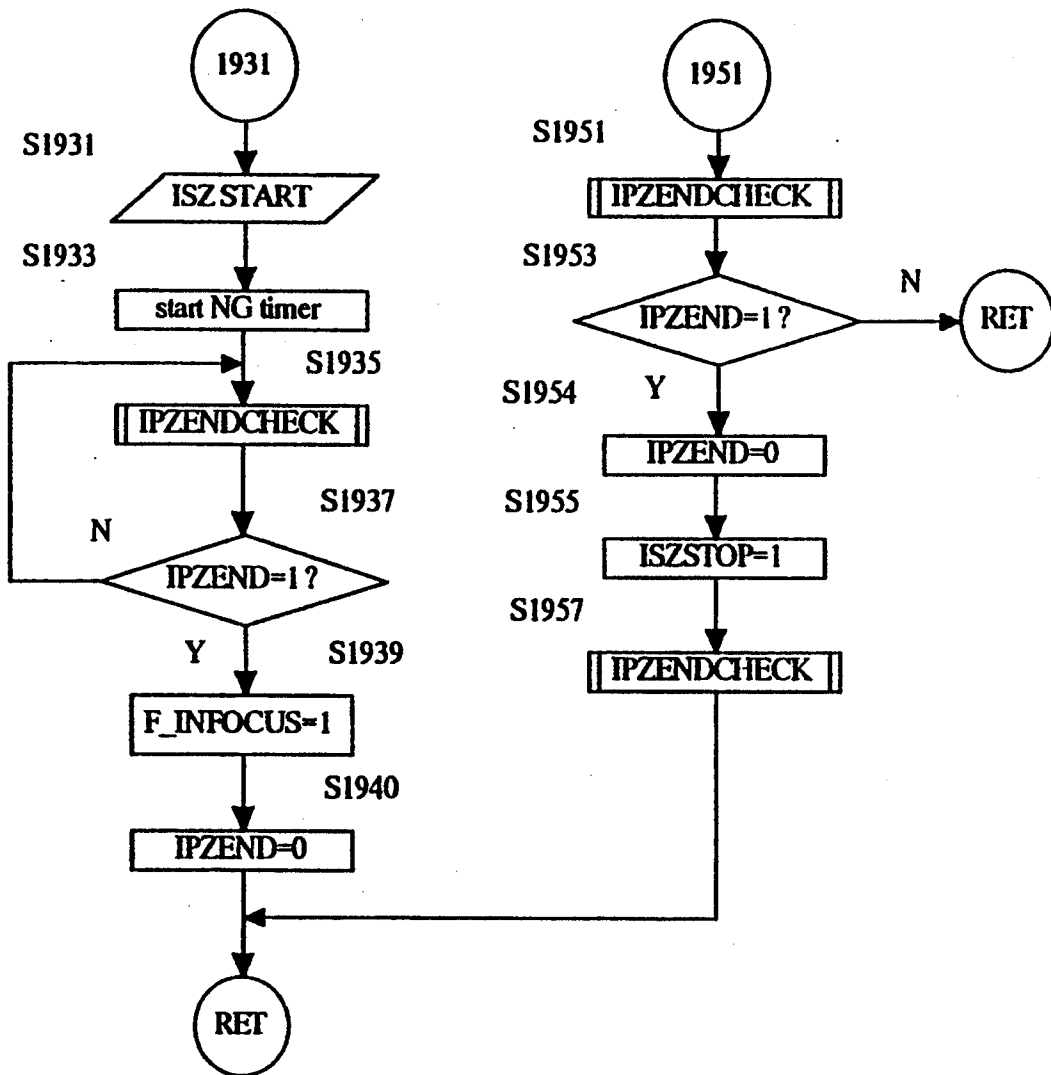 1931
S1931
ISZ START
S1933
start NG timer
S1935
IPZENDCHECK
S1937
N
IPZEND=1 ?
Y
S1939
F_INFOCUS=1
S1940
IPZEND=0
RET
1951
S1951
IPZENDCHECK
S1953
N
IPZEND=1 ?
RET
S1954
Y
IPZEND=0
S1955
ISZSTOP=1
S1957
IPZENDCHECK